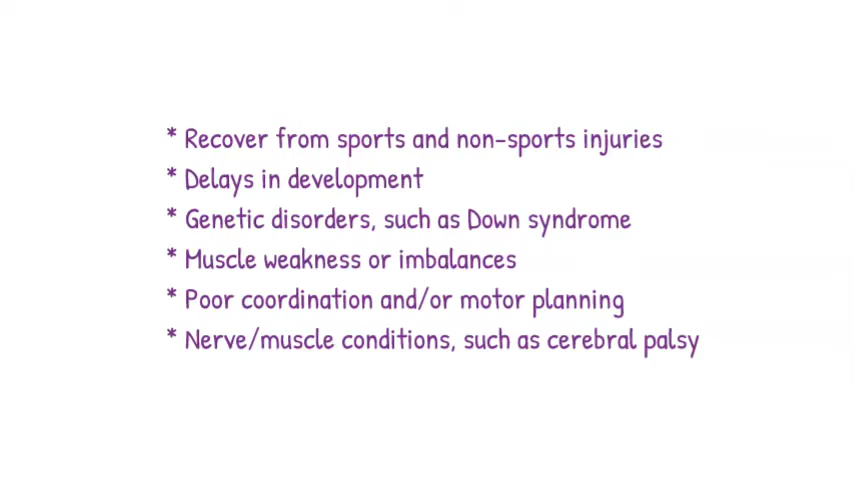 * Recover from sports and non-sports injuries
* Delays in development
* Genetic disorders, such as Down syndrome
* Muscle weakness or imbalances
* Poor coordination and/or motor planning
* Nerve/muscle conditions, such as cerebral palsy